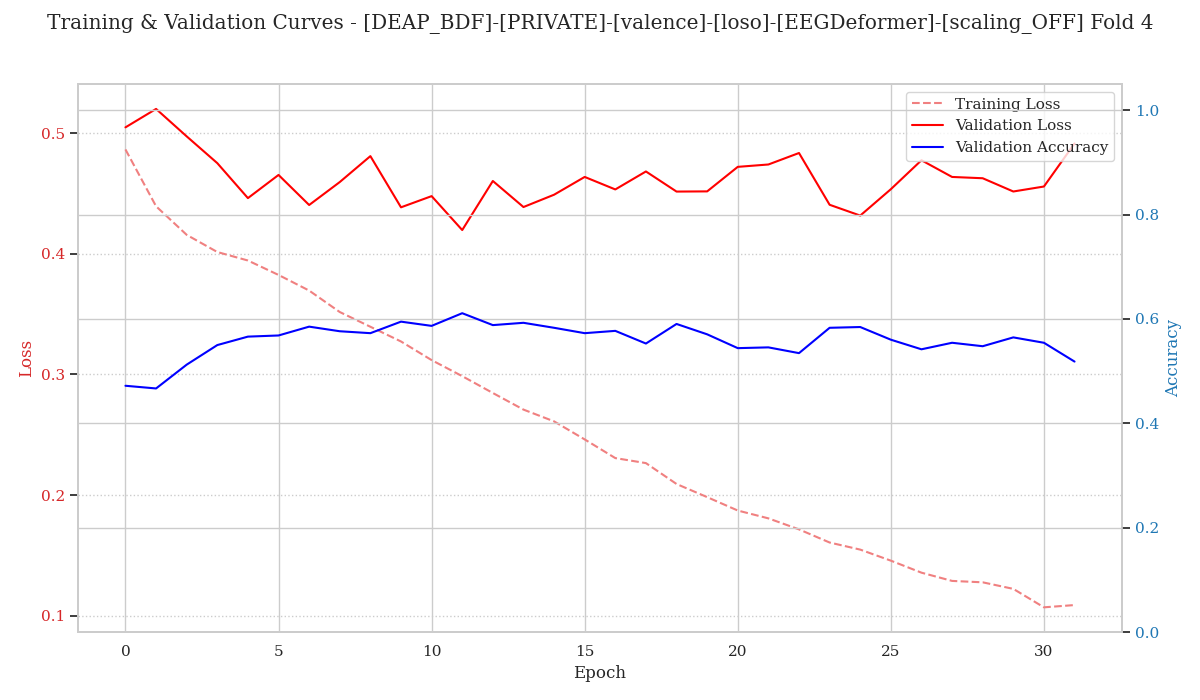 Training & Validation Curves - [DEAP_BDF]-[PRIVATE]-[valence]-[loso]-[EEGDeformer]-[scaling_OFF] Fold 4
Training Loss
Validation Loss
Validation Accuracy
0.5
0.4
0.3
0.2
0.1
Loss
1.0
0.8
0.6
0.4
0.2
0.0
Accuracy
0 5 10 15 20 25 30
Epoch